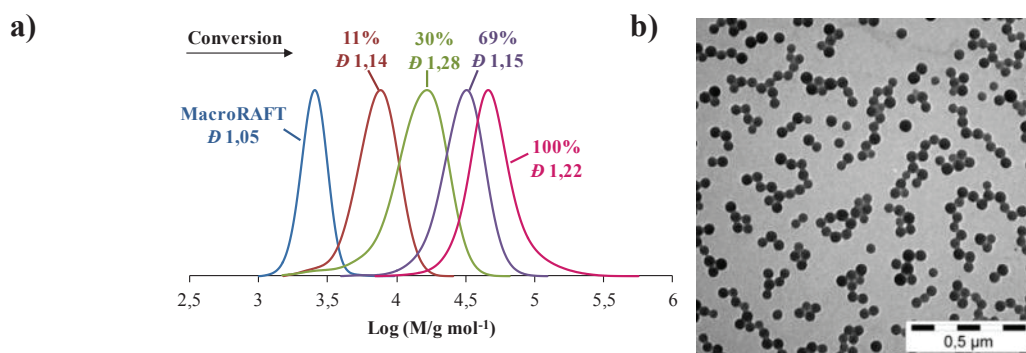 a)
Conversion
11%
Đ 1,14
30%
Đ 1,28
69%
Đ 1,15
MacroRAFT
Đ 1,05
100%
Đ 1,22
2,5 3 3,5 4 4,5 5 5,5 6
Log (M/g mol⁻¹)
b)
0,5 µm